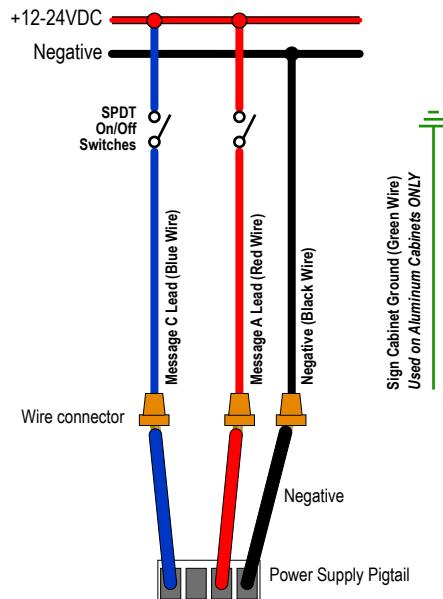 +12-24VDC
Negative
SPDT
On/Off
Switches
Message C Lead (Blue Wire)
Message A Lead (Red Wire)
Negative (Black Wire)
Sign Cabinet Ground (Green Wire)
Used on Aluminum Cabinets ONLY
Wire connector
Negative
Power Supply Pigtail